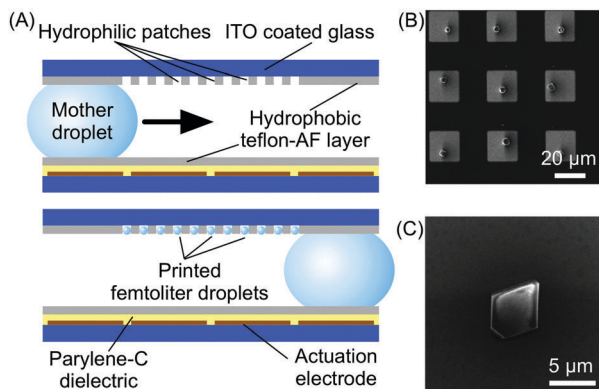 (A)
Hydrophilic patches
ITO coated glass
Mother
droplet
Hydrophobic
teflon-AF layer
Printed
femtoliter droplets
Parylene-C
dielectric
Actuation
electrode
(B)
20 µm
(C)
5 µm